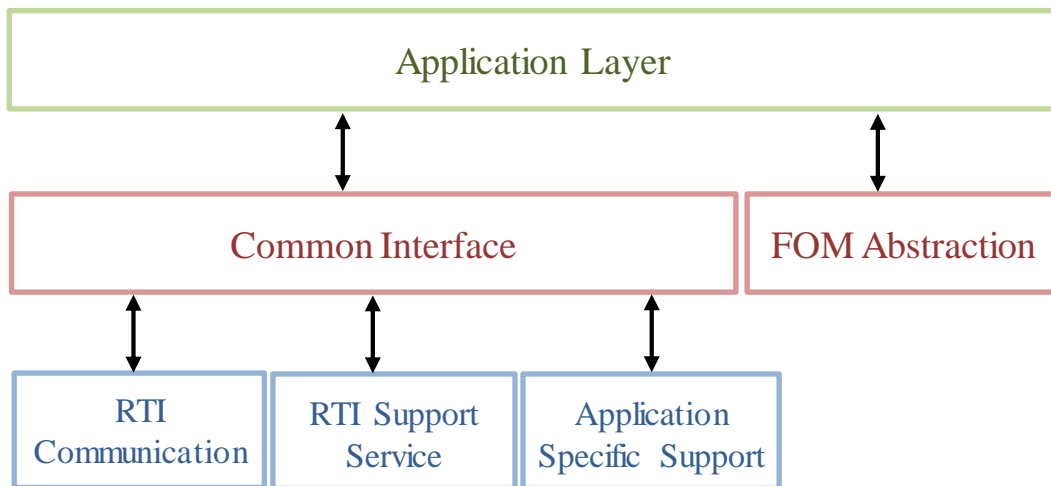 Application Layer
Common Interface
FOM Abstraction
RTI
Communication
RTI Support
Service
Application
Specific Support